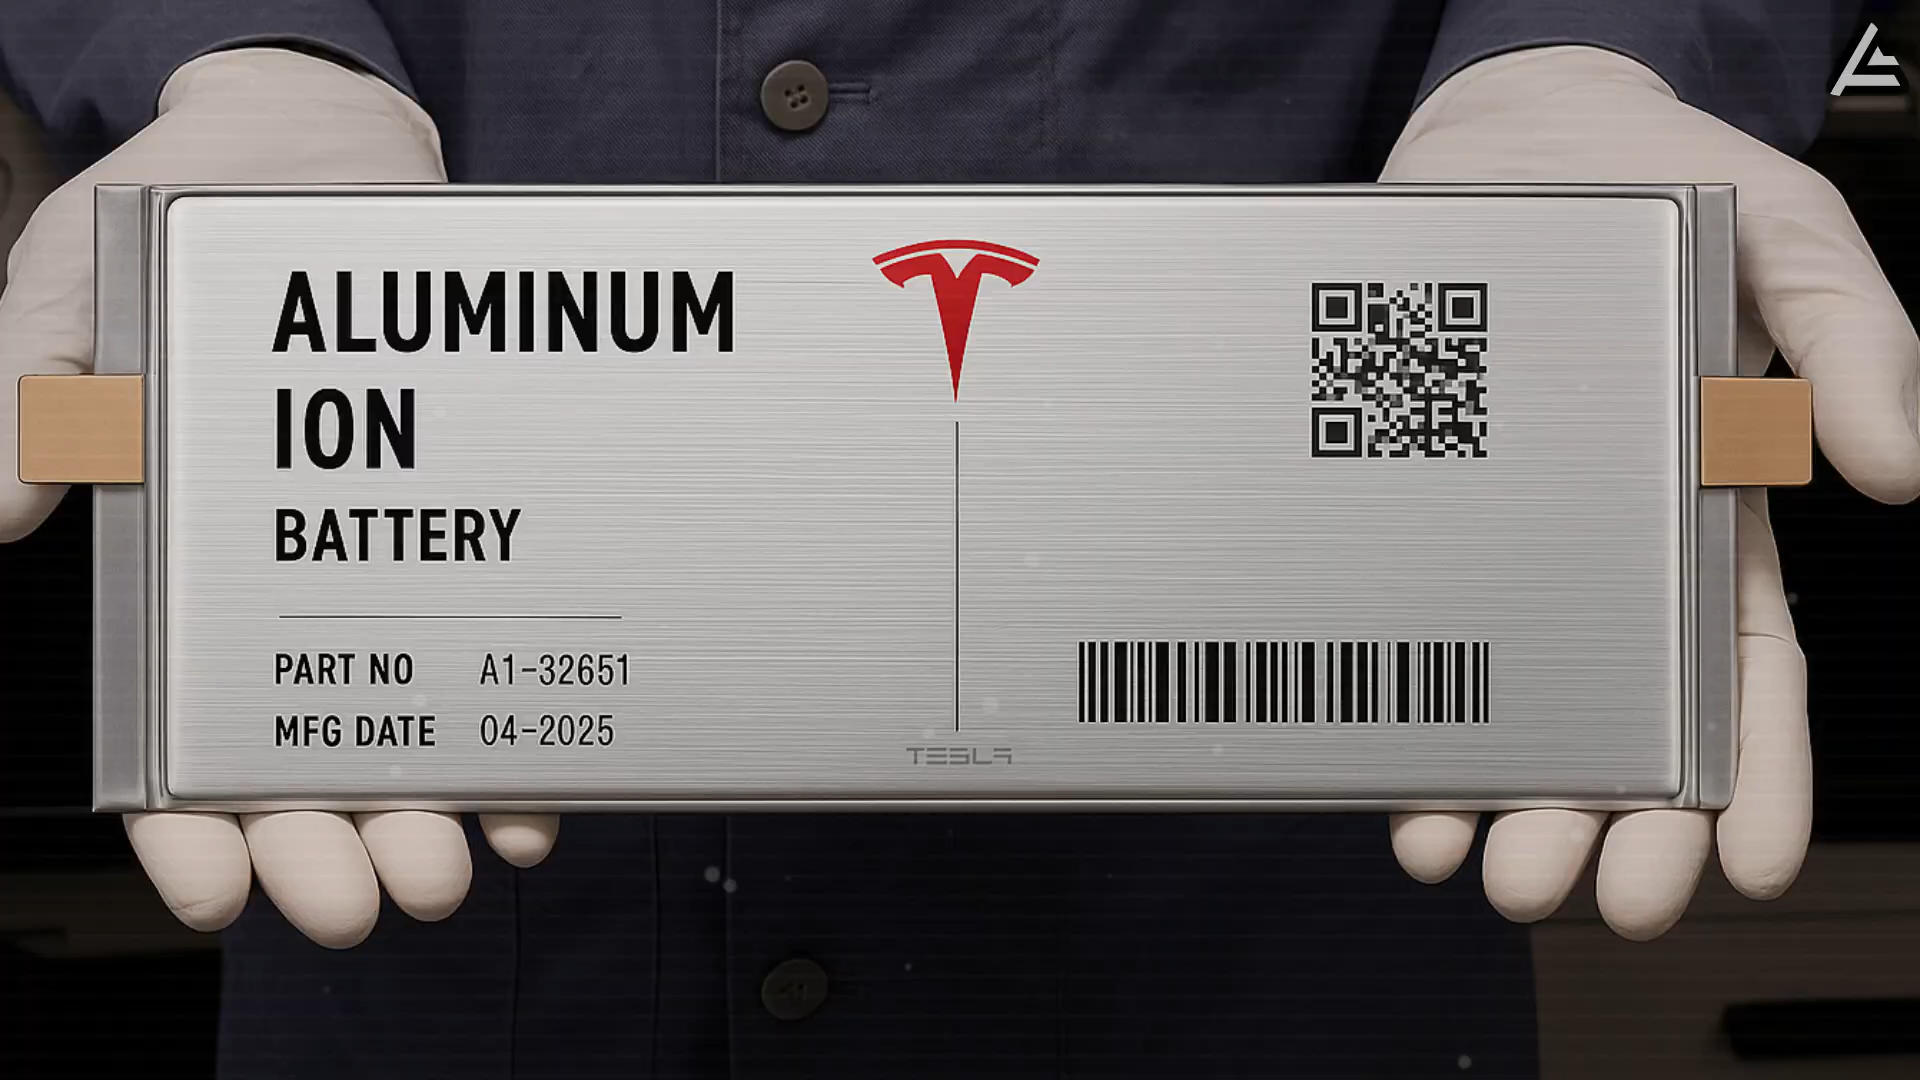 ALUMINUM
ION
BATTERY
PART NO A1-32651
MFG DATE 04-2025
TESLA